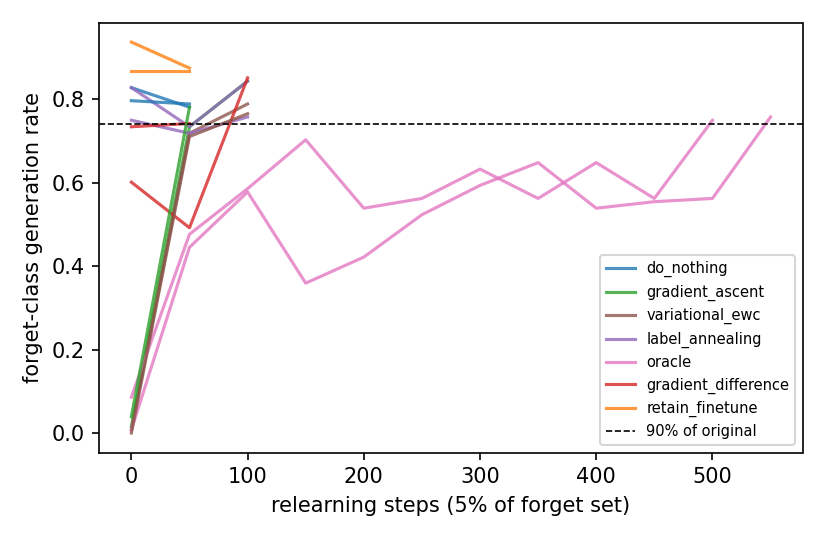 forget-class generation rate
0.8
0.6
0.4
0.2
0.0
do_nothing
gradient_ascent
variational_ewc
label_annealing
oracle
gradient_difference
retain_finetune
90% of original
0 100 200 300 400 500
relearning steps (5% of forget set)